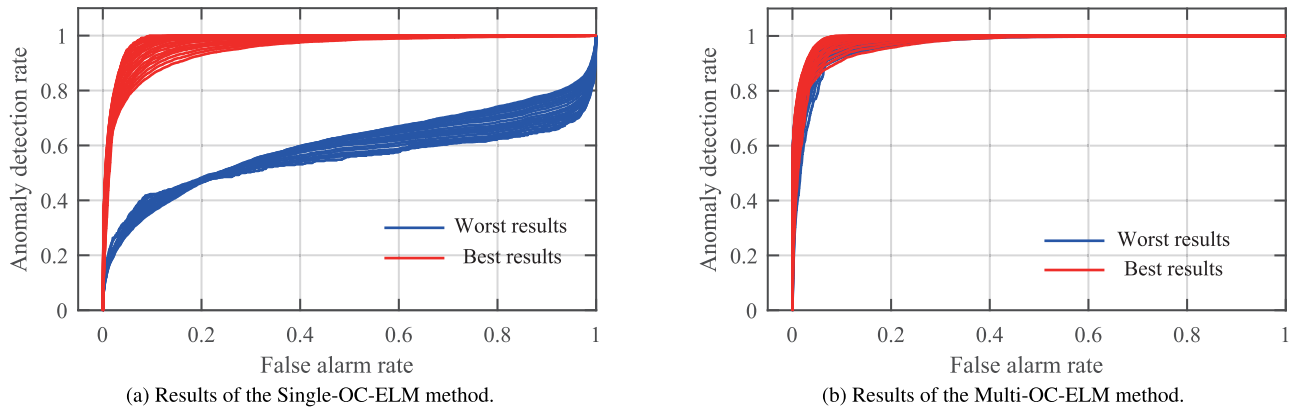 1
0.8
0.6
0.4
0.2
0
Anomaly detection rate
Worst results
Best results
0
0.2
0.4
0.6
0.8
1
False alarm rate
(a) Results of the Single-OC-ELM method.
1
0.8
0.6
0.4
0.2
0
Anomaly detection rate
Worst results
Best results
0
0.2
0.4
0.6
0.8
1
False alarm rate
(b) Results of the Multi-OC-ELM method.